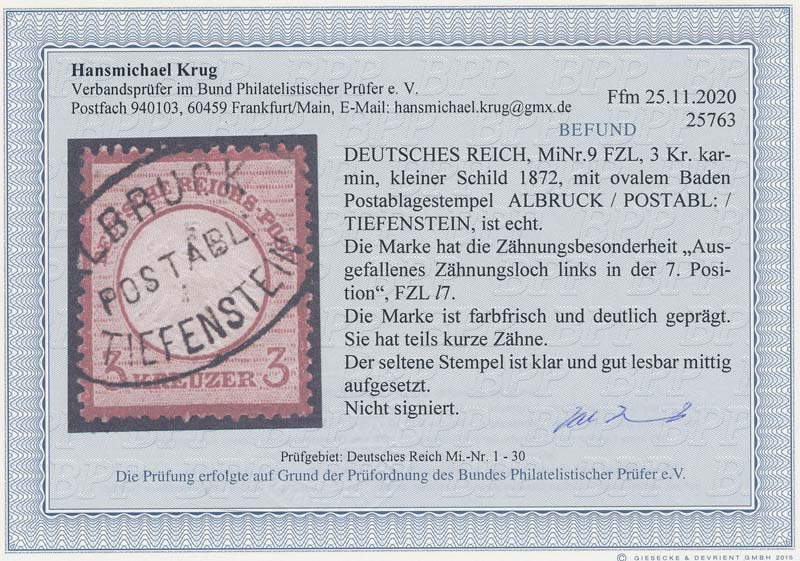 Hansmichael Krug
Verbandsprüfer im Bund Philatelistischer Prüfer e. V.
Postfach 940103, 60459 Frankfurt/Main, E-Mail: hansmichael.krug@gmx.de
Ffm 25.11.2020
25763
BEFUND
DEUTSCHES REICH, MiNr.9 FZL, 3 Kr. kar-
min, kleiner Schild 1872, mit ovalem Baden
Postablagestempel ALBRUCK / POSTABL: /
TIEFENSTEIN, ist echt.
Die Marke hat die Zähnungsbesonderheit „Aus-
gefallenes Zähnungsloch links in der 7. Posi-
tion“, FZL l7.
Die Marke ist farbfrisch und deutlich geprägt.
Sie hat teils kurze Zähne.
Der seltene Stempel ist klar und gut lesbar mittig
aufgesetzt.
Nicht signiert.
LBRUCK
REICHS-POST
POSTABL
TIEFENSTEI
3 KREUZER 3
Prüfgebiet: Deutsches Reich Mi.-Nr. 1 - 30
Die Prüfung erfolgte auf Grund der Prüfordnung des Bundes Philatelistischer Prüfer e.V.
BPP
© GIESECKE & DEVRIENT GMBH 2015